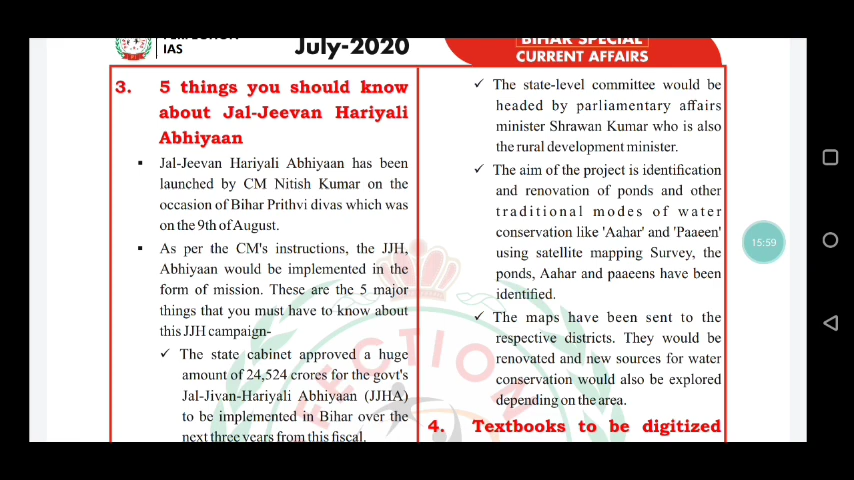 IAS
July-2020
BIHAR SPECIAL
CURRENT AFFAIRS
3. 5 things you should know
about Jal-Jeevan Hariyali
Abhiyaan
▪ Jal-Jeevan Hariyali Abhiyaan has been
launched by CM Nitish Kumar on the
occasion of Bihar Prithvi divas which was
on the 9th of August.
▪ As per the CM's instructions, the JJH,
Abhiyaan would be implemented in the
form of mission. These are the 5 major
things that you must have to know about
this JJH campaign-
✓ The state cabinet approved a huge
amount of 24,524 crores for the govt's
Jal-Jivan-Hariyali Abhiyaan (JJHA)
to be implemented in Bihar over the
next three years from this fiscal.
✓ The state-level committee would be
headed by parliamentary affairs
minister Shrawan Kumar who is also
the rural development minister.
✓ The aim of the project is identification
and renovation of ponds and other
traditional modes of water
conservation like 'Aahar' and 'Paaeen'
using satellite mapping Survey, the
ponds, Aahar and paaeens have been
identified.
✓ The maps have been sent to the
respective districts. They would be
renovated and new sources for water
conservation would also be explored
depending on the area.
4. Textbooks to be digitized
FECTION
15:59